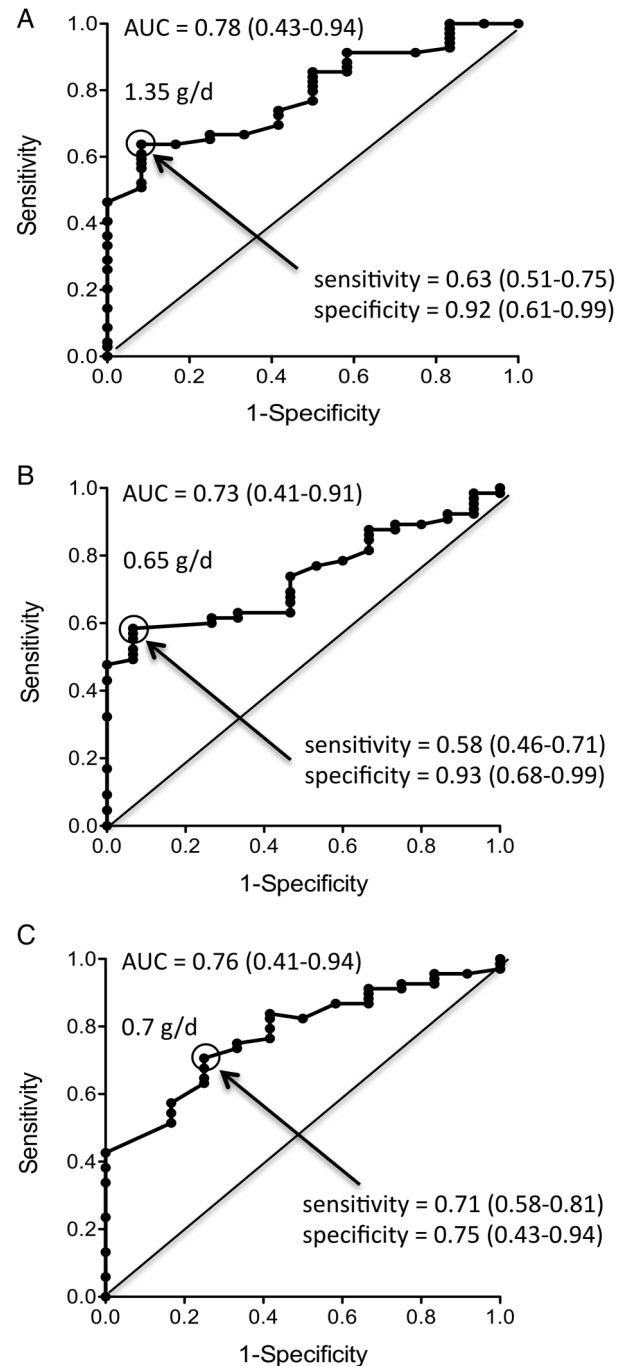 A
AUC = 0.78 (0.43-0.94)
1.35 g/d
Sensitivity
1.0
0.8
0.6
0.4
0.2
0.0
sensitivity = 0.63 (0.51-0.75)
specificity = 0.92 (0.61-0.99)
0.0 0.2 0.4 0.6 0.8 1.0
1-Specificity
B
AUC = 0.73 (0.41-0.91)
0.65 g/d
Sensitivity
1.0
0.8
0.6
0.4
0.2
0.0
sensitivity = 0.58 (0.46-0.71)
specificity = 0.93 (0.68-0.99)
0.0 0.2 0.4 0.6 0.8 1.0
1-Specificity
C
AUC = 0.76 (0.41-0.94)
0.7 g/d
Sensitivity
1.0
0.8
0.6
0.4
0.2
0.0
sensitivity = 0.71 (0.58-0.81)
specificity = 0.75 (0.43-0.94)
0.0 0.2 0.4 0.6 0.8 1.0
1-Specificity